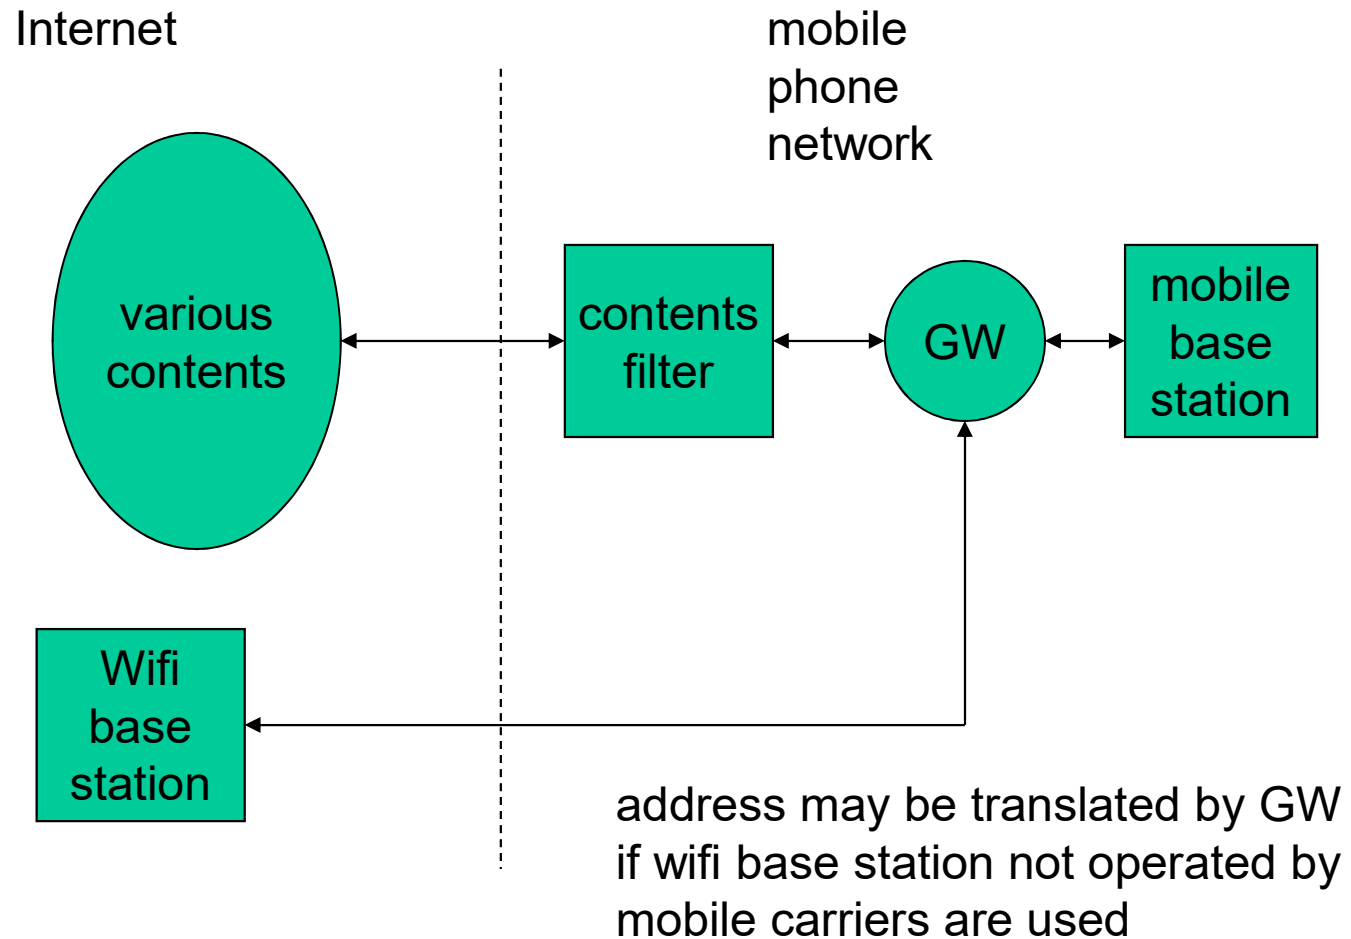 Internet
mobile
phone
network
various
contents
contents
filter
GW
mobile
base
station
Wifi
base
station
address may be translated by GW
if wifi base station not operated by
mobile carriers are used